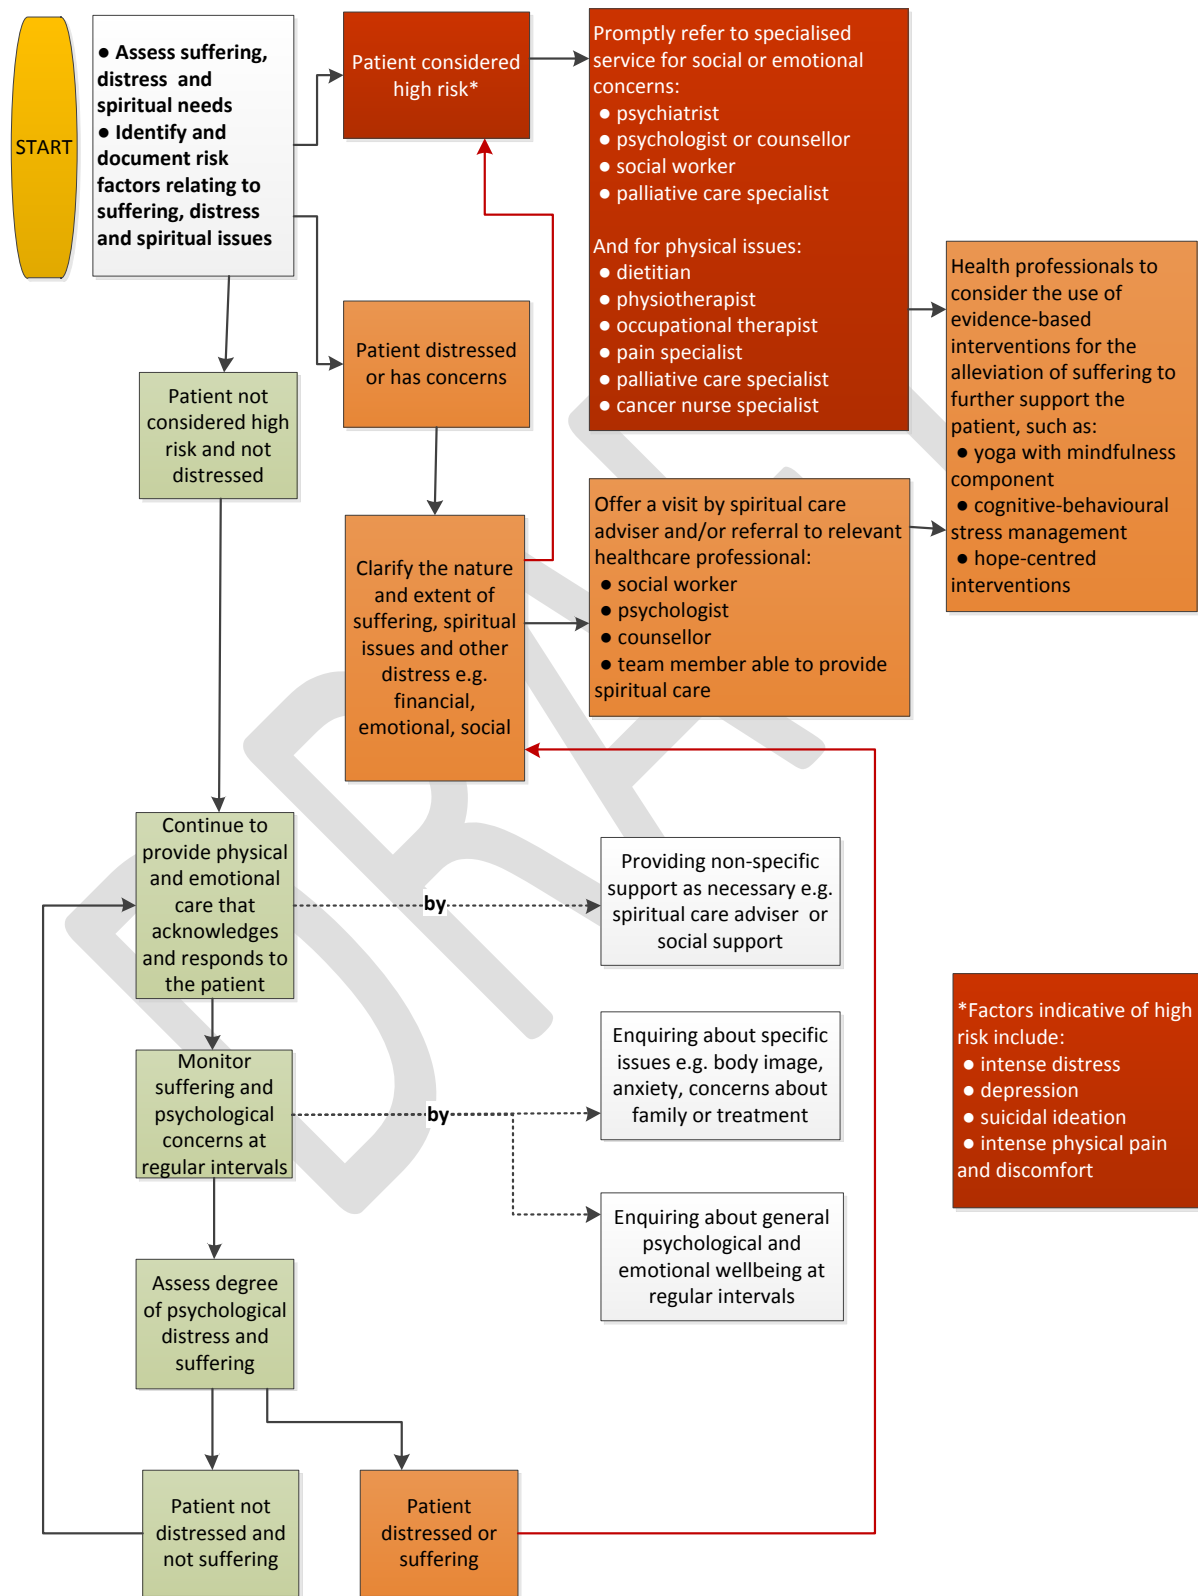 START
● Assess suffering,
distress and
spiritual needs
● Identify and
document risk
factors relating to
suffering, distress
and spiritual issues
Patient considered
high risk*
Promptly refer to specialised
service for social or emotional
concerns:
● psychiatrist
● psychologist or counsellor
● social worker
● palliative care specialist
And for physical issues:
● dietitian
● physiotherapist
● occupational therapist
● pain specialist
● palliative care specialist
● cancer nurse specialist
Health professionals to
consider the use of
evidence-based
interventions for the
alleviation of suffering to
further support the
patient, such as:
● yoga with mindfulness
component
● cognitive-behavioural
stress management
● hope-centred
interventions
Patient distressed
or has concerns
Patient not
considered high
risk and not
distressed
Clarify the nature
and extent of
suffering, spiritual
issues and other
distress e.g.
financial,
emotional, social
Offer a visit by spiritual care
adviser and/or referral to relevant
healthcare professional:
● social worker
● psychologist
● counsellor
● team member able to provide
spiritual care
Continue to
provide physical
and emotional
care that
acknowledges
and responds to
the patient
by
Providing non-specific
support as necessary e.g.
spiritual care adviser or
social support
Monitor
suffering and
psychological
concerns at
regular intervals
by
Enquiring about specific
issues e.g. body image,
anxiety, concerns about
family or treatment
Enquiring about general
psychological and
emotional wellbeing at
regular intervals
*Factors indicative of high
risk include:
● intense distress
● depression
● suicidal ideation
● intense physical pain
and discomfort
Assess degree
of psychological
distress and
suffering
Patient not
distressed and
not suffering
Patient
distressed or
suffering
DRAFT